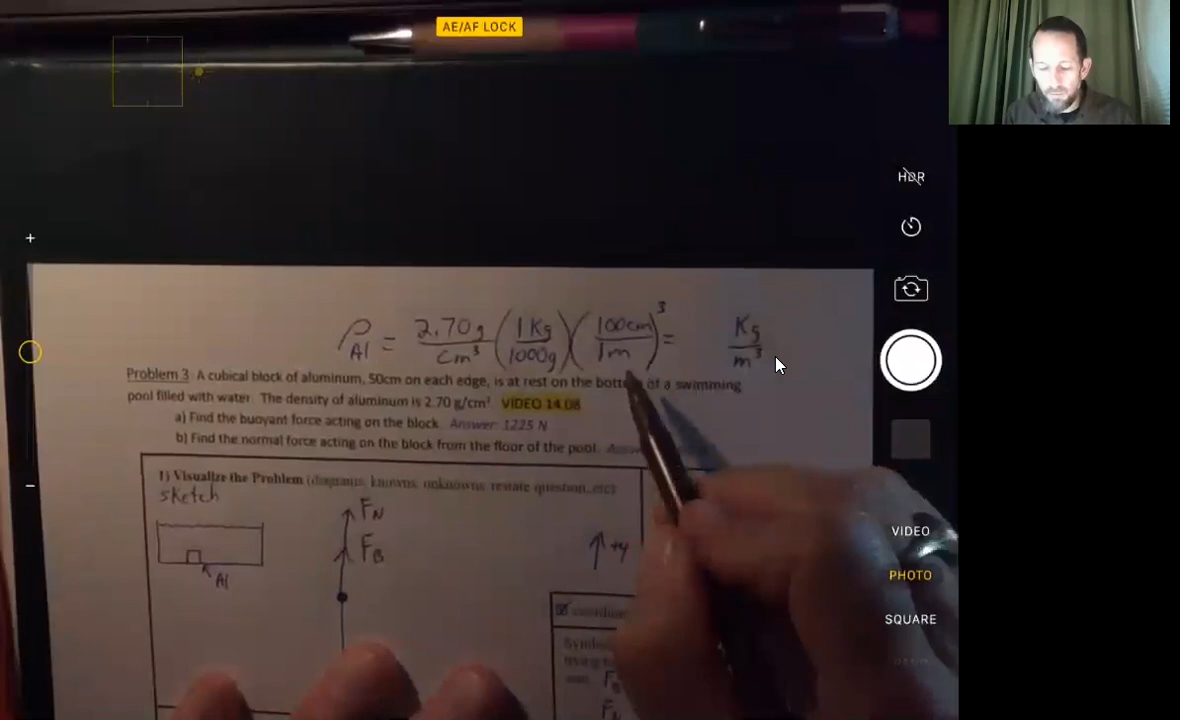 AE/AF LOCK
HDR
ρ_Al = 2.70g/cm³ (1Kg/1000g)(100cm/1m)³ = Kg/m³
Problem 3 A cubical block of aluminum, 50cm on each edge, is at rest on the bottom of a swimming
pool filled with water. The density of aluminum is 2.70 g/cm³ VIDEO 14.08
a) Find the buoyant force acting on the block. Answer: 1225 N
b) Find the normal force acting on the block from the floor of the pool.
1) Visualize the Problem (diagrams, knowns, unknowns, restate question, etc)
sketch
F_N
F_B
Al
+y
VIDEO
PHOTO
SQUARE